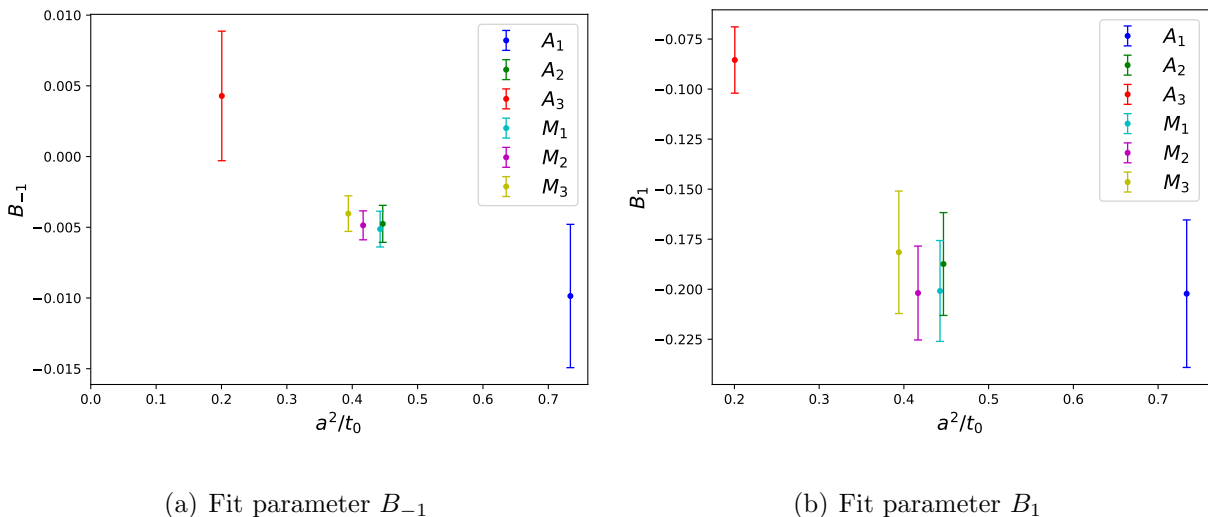 0.010
0.005
0.000
−0.005
−0.010
−0.015
B₋₁
0.0 0.1 0.2 0.3 0.4 0.5 0.6 0.7
a²/t₀
A₁
A₂
A₃
M₁
M₂
M₃
(a) Fit parameter B₋₁
−0.075
−0.100
−0.125
−0.150
−0.175
−0.200
−0.225
B₁
0.2 0.3 0.4 0.5 0.6 0.7
a²/t₀
A₁
A₂
A₃
M₁
M₂
M₃
(b) Fit parameter B₁